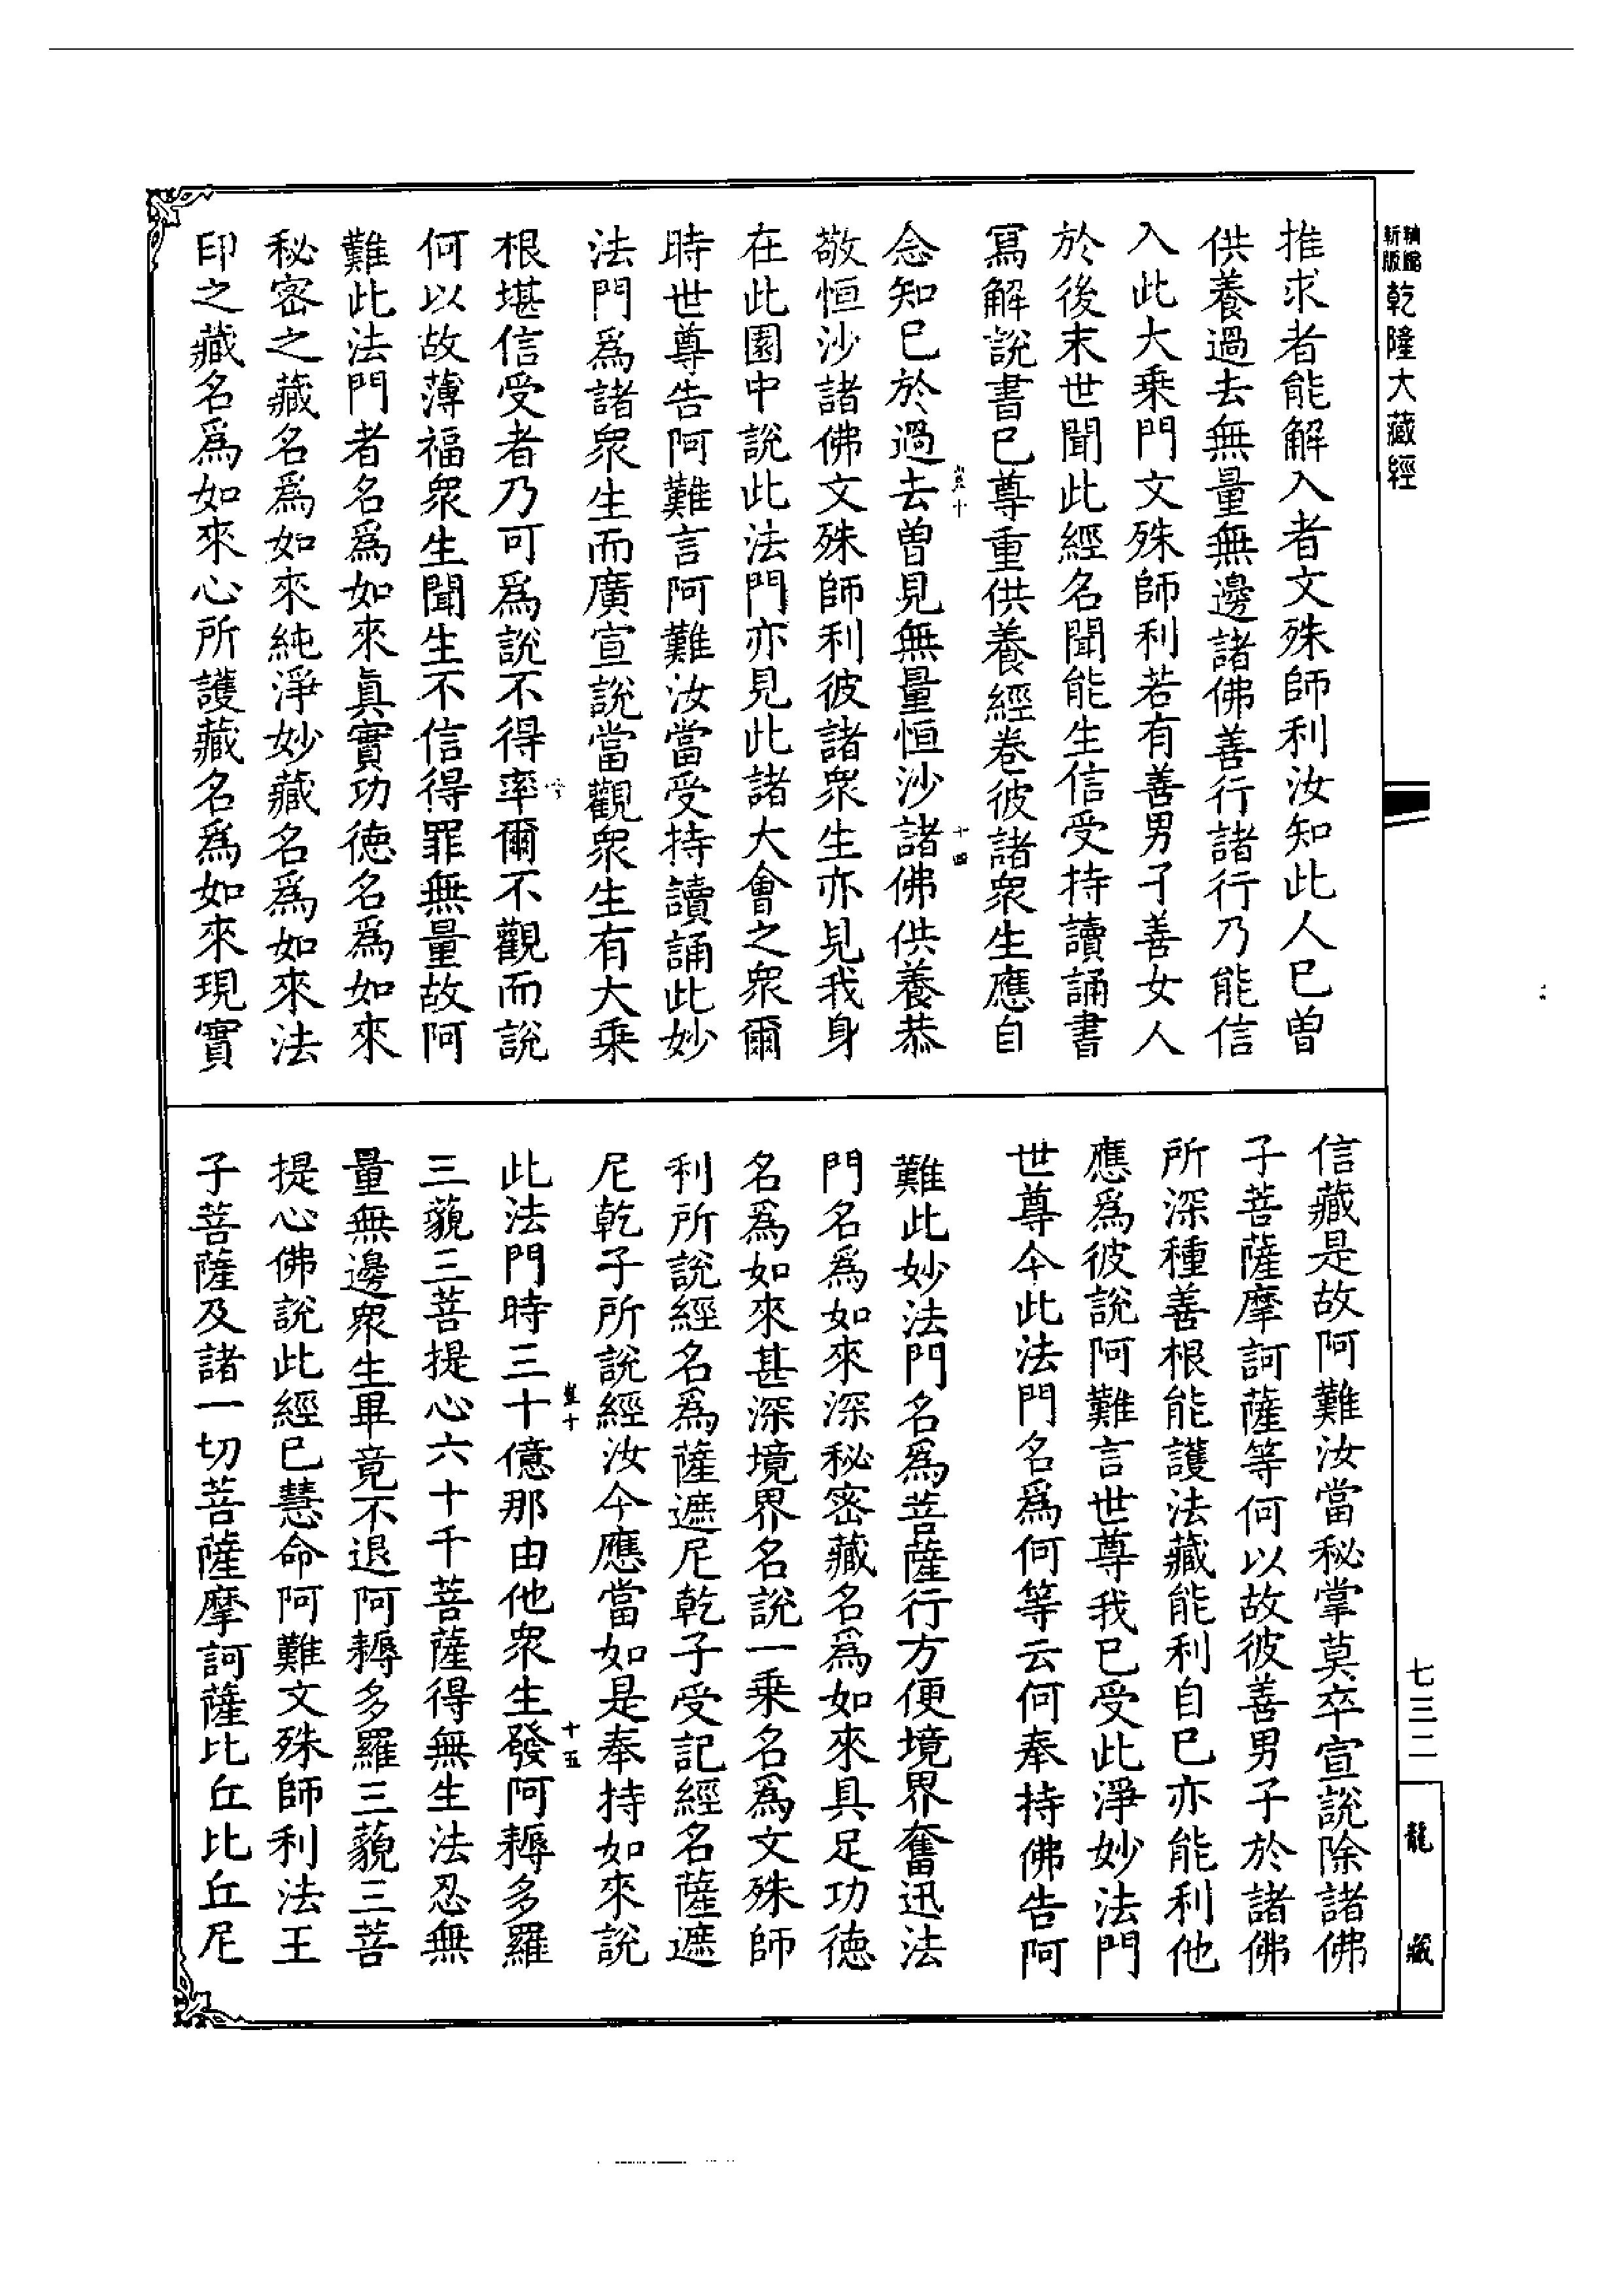 新版
精縮
乾隆大藏經
推求者能解入者文殊師利汝知此人已曾
供養過去無量無邊諸佛善行諸行乃能信
入此大乘門文殊師利若有善男子善女人
於後末世聞此經名聞能生信受持讀誦書
寫解說書已尊重供養經卷彼諸眾生應自
念知已於過去曾見無量恒沙諸佛供養恭
敬恒沙諸佛文殊師利彼諸眾生亦見我身
在此園中說此法門亦見此諸大會之眾爾
時世尊告阿難言阿難汝當受持讀誦此妙
法門爲諸眾生而廣宣說當觀眾生有大乘
根堪信受者乃可爲說不得率爾不觀而說
何以故薄福眾生聞生不信得罪無量故阿
難此法門者名爲如來眞實功德名爲如來
秘密之藏名爲如來純淨妙藏名爲如來法
印之藏名爲如來心所護藏名爲如來現實
信藏是故阿難汝當秘掌莫卒宣說除諸佛
子菩薩摩訶薩等何以故彼善男子於諸佛
所深種善根能護法藏能利自已亦能利他
應爲彼說阿難言世尊我已受此淨妙法門
世尊今此法門名爲何等云何奉持佛告阿
難此妙法門名爲菩薩行方便境界奮迅法
門名爲如來深秘密藏名爲如來具足功德
名爲如來甚深境界名說一乘名爲文殊師
利所說經名爲薩遮尼乾子受記經名薩遮
尼乾子所說經汝今應當如是奉持如來說
此法門時三十億那由他眾生發阿耨多羅
三藐三菩提心六十千菩薩得無生法忍無
量無邊眾生畢竟不退阿耨多羅三藐三菩
提心佛說此經已慧命阿難文殊師利法王
子菩薩及諸一切菩薩摩訶薩比丘比丘尼
十四
十五
七三二
龍藏